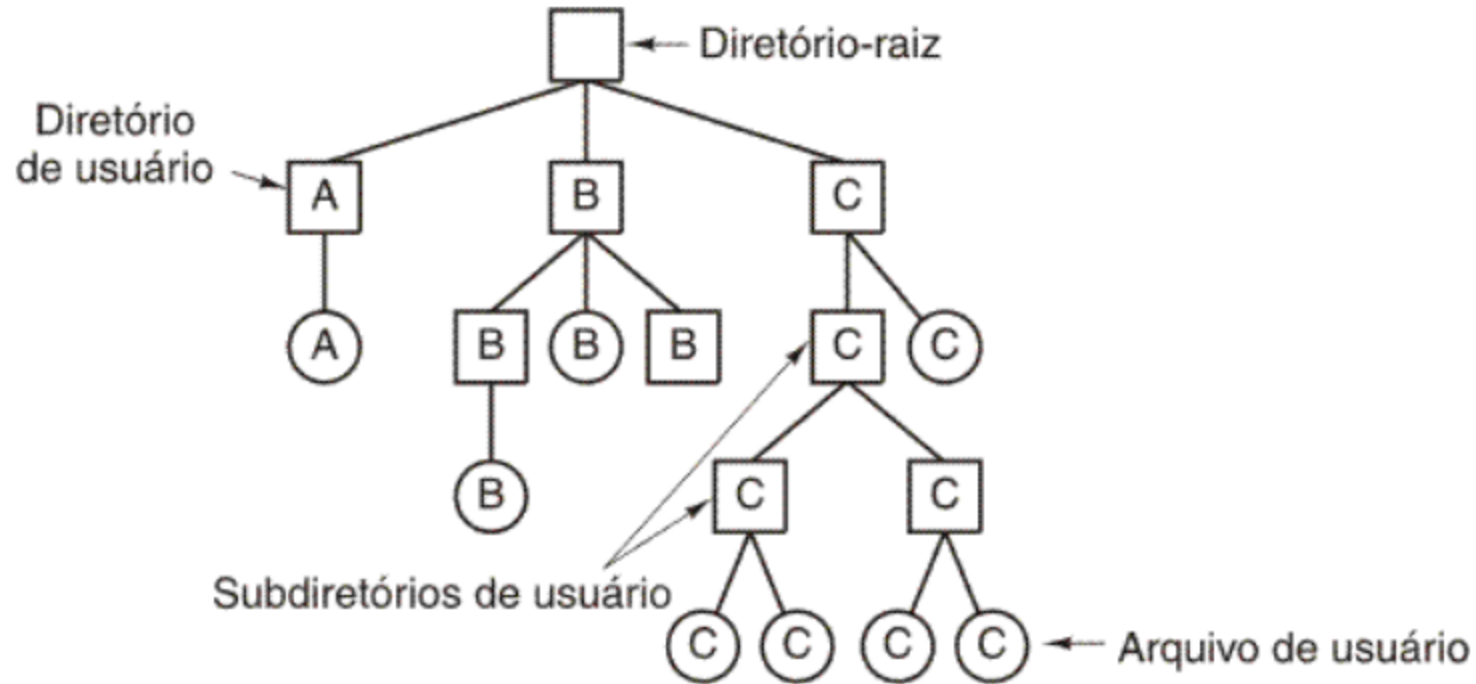 Diretório-raiz
Diretório
de usuário
A B C
A B B B C C
B C C
Subdiretórios de usuário
C C C C
Arquivo de usuário